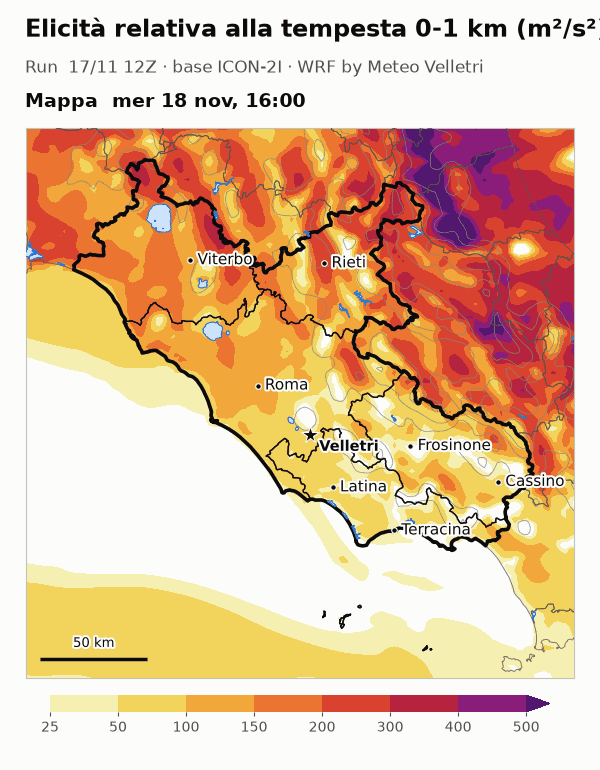 Elicità relativa alla tempesta 0-1 km (m²/s²)
Run  17/11 12Z · base ICON-2I · WRF by Meteo Velletri
Mappa  mer 18 nov, 16:00
Viterbo
Rieti
Roma
Velletri
Frosinone
Cassino
Latina
Terracina
50 km
25 50 100 150 200 300 400 500